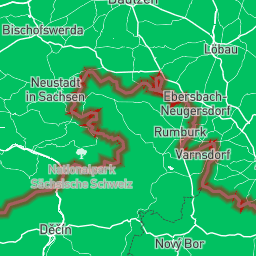 Bautzen
Bischofswerda
Löbau
Neustadt
in Sachsen
Ebersbach-
Neugersdorf
Rumburk
Varnsdorf
Nationalpark
Sächsische Schweiz
Děčín
Nový Bor